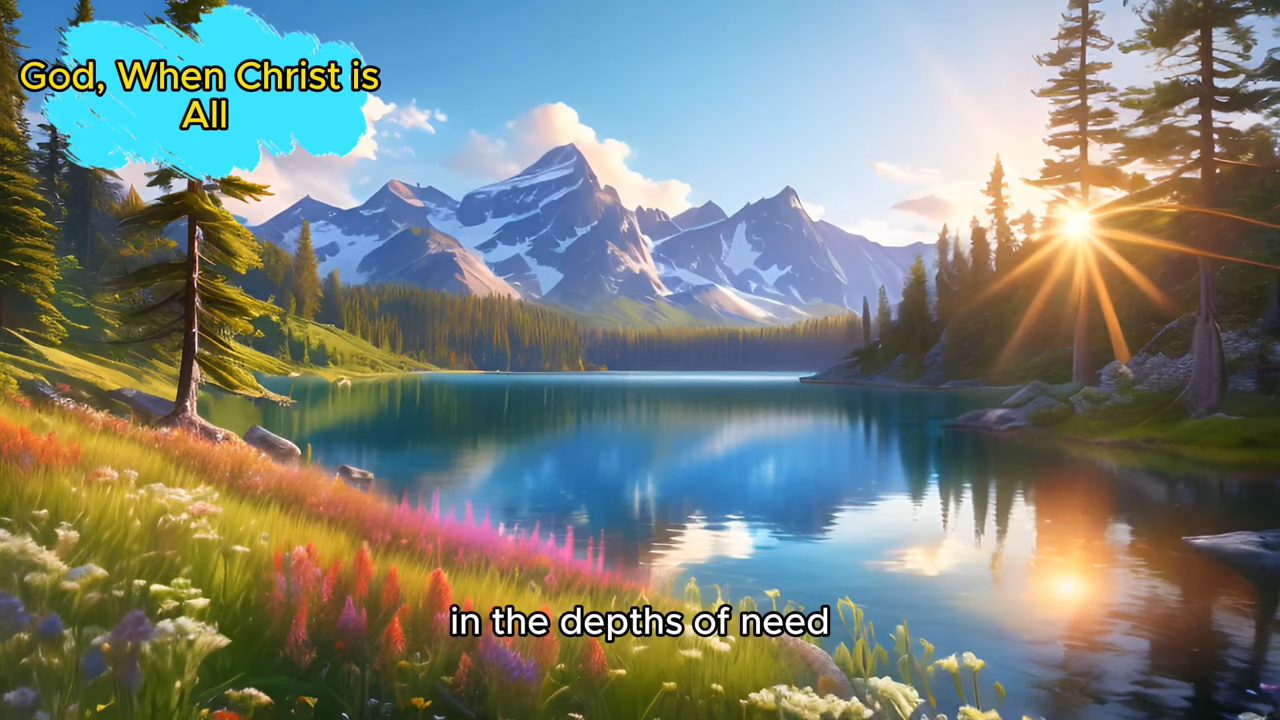 God, When Christ is
All
in the depths of need